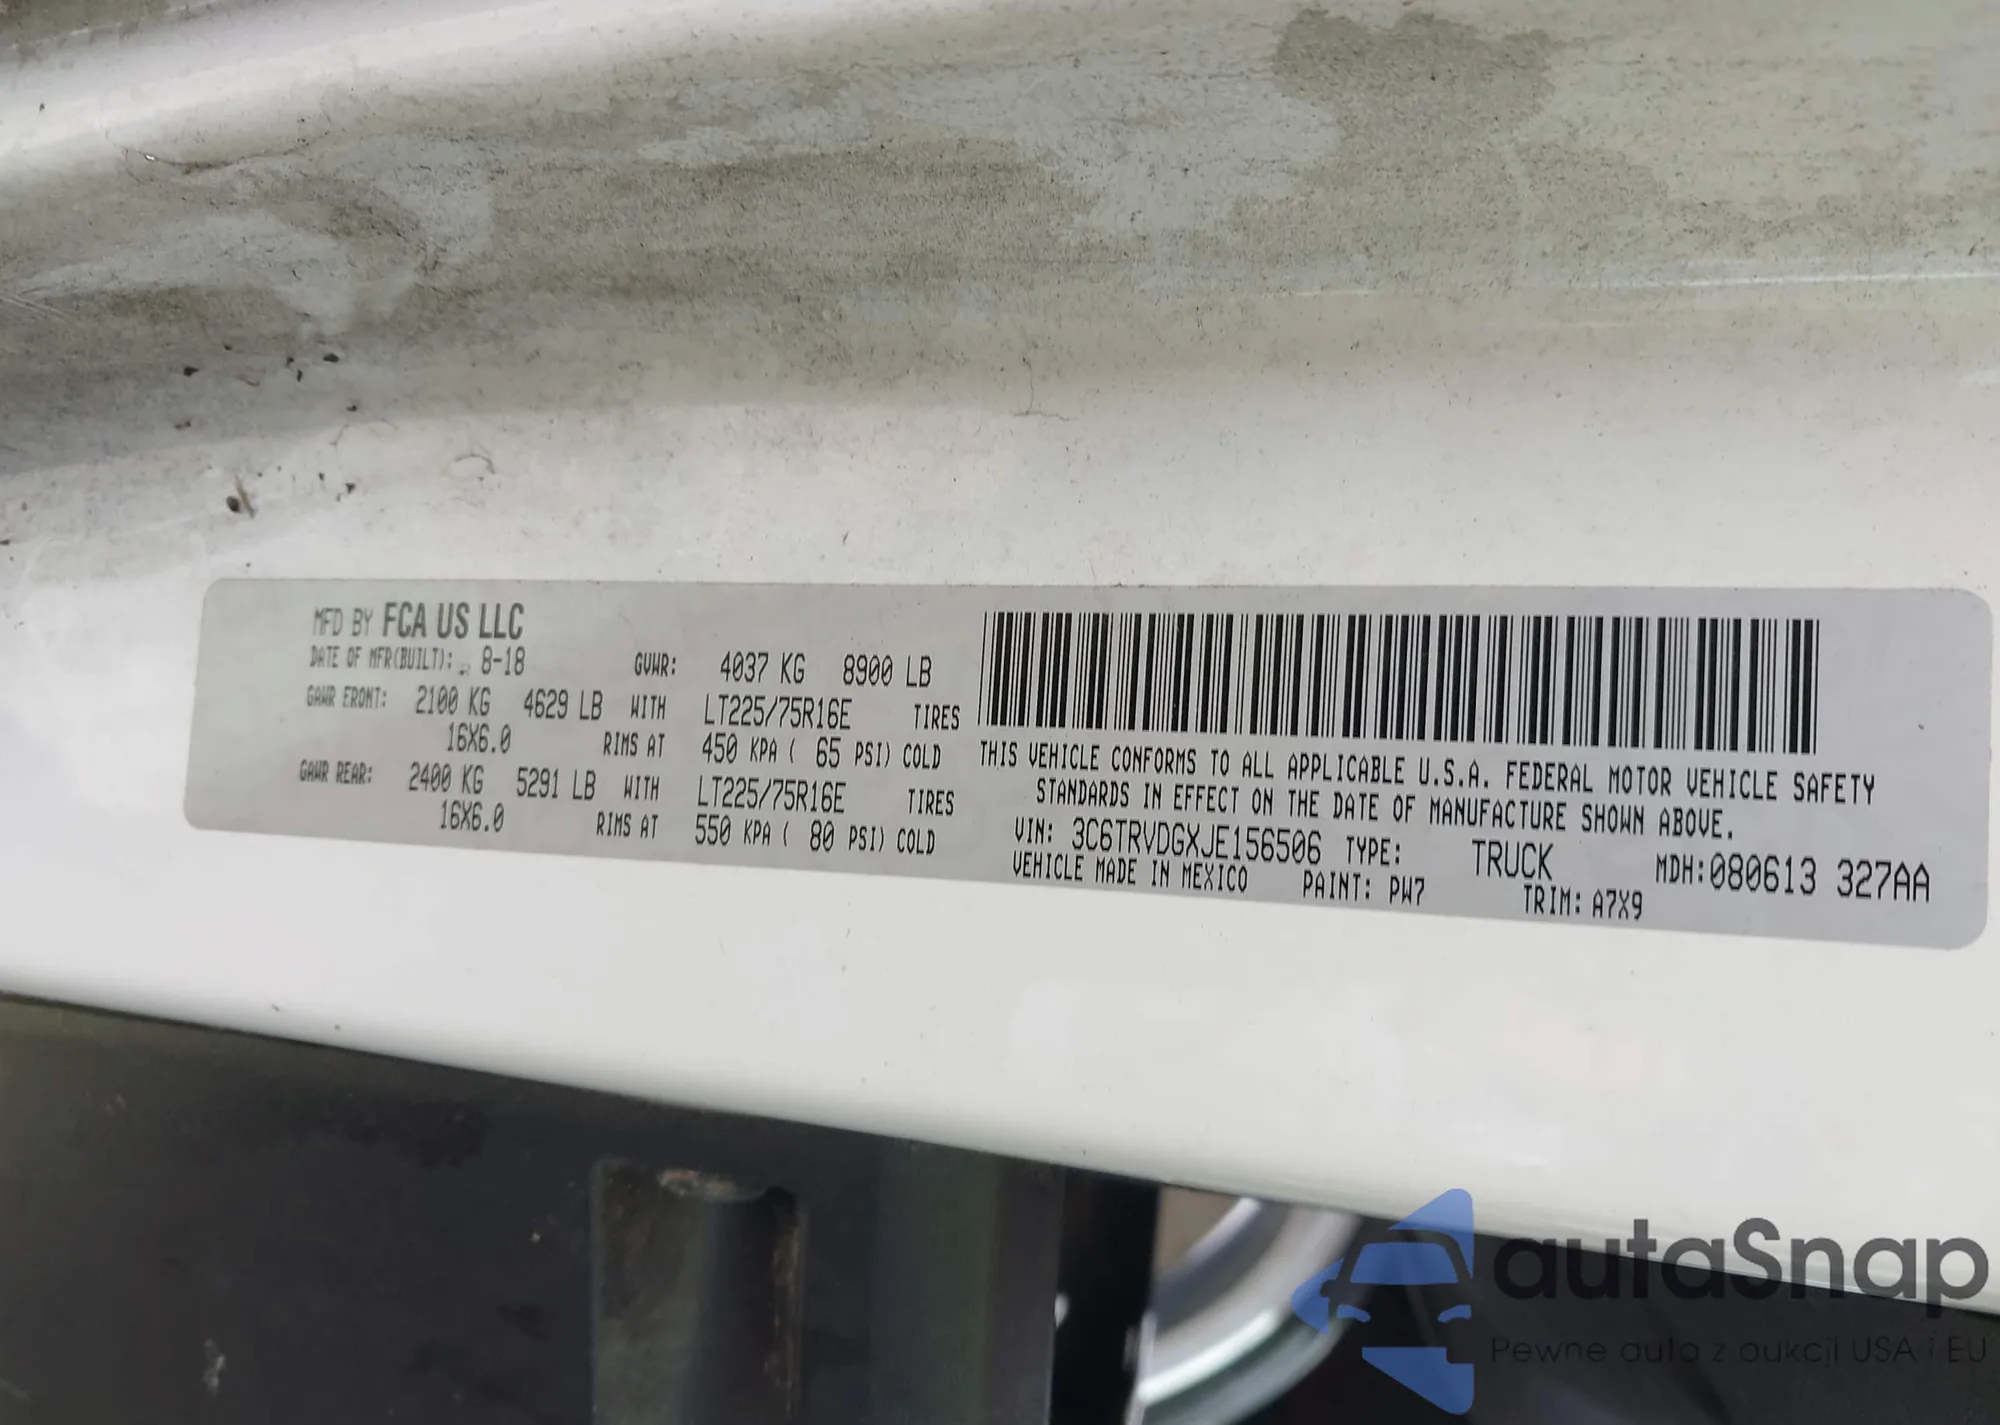 MFD BY FCA US LLC
DATE OF MFR(BUILT): 8-18 GVWR: 4037 KG 8900 LB
GAWR FRONT: 2100 KG 4629 LB WITH LT225/75R16E TIRES
16X6.0 RIMS AT 450 KPA ( 65 PSI) COLD
GAWR REAR: 2400 KG 5291 LB WITH LT225/75R16E TIRES
16X6.0 RIMS AT 550 KPA ( 80 PSI) COLD
THIS VEHICLE CONFORMS TO ALL APPLICABLE U.S.A. FEDERAL MOTOR VEHICLE SAFETY
STANDARDS IN EFFECT ON THE DATE OF MANUFACTURE SHOWN ABOVE.
VIN: 3C6TRVDGXJE156506 TYPE: TRUCK MDH:080613 327AA
VEHICLE MADE IN MEXICO PAINT: PW7 TRIM: A7X9
autaSnap
Pewne auta z aukcji USA i EU